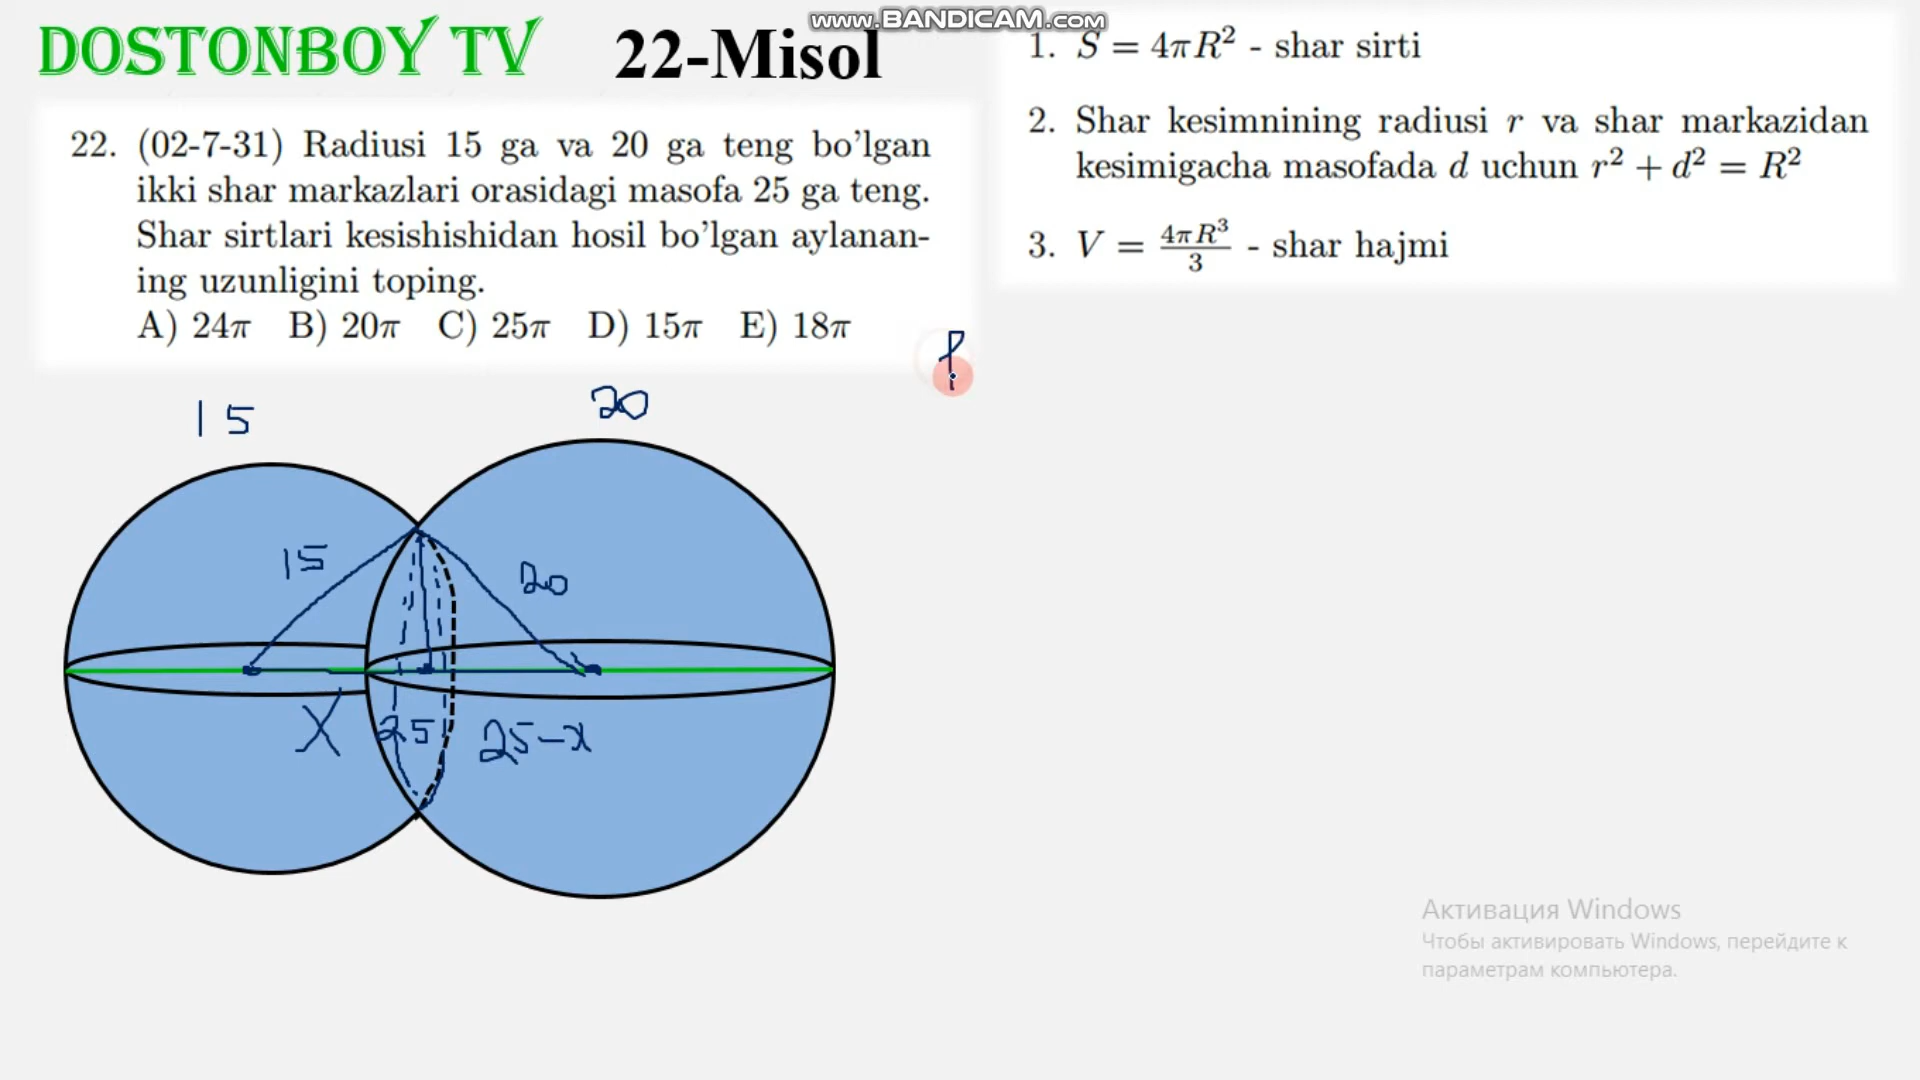 www.BANDICAM.com
DOSTONBOY TV
22-Misol
22. (02-7-31) Radiusi 15 ga va 20 ga teng bo'lgan
ikki shar markazlari orasidagi masofa 25 ga teng.
Shar sirtlari kesishishidan hosil bo'lgan aylanan-
ing uzunligini toping.
A) 24π B) 20π C) 25π D) 15π E) 18π
1. S = 4πR² - shar sirti
2. Shar kesimnining radiusi r va shar markazidan
kesimigacha masofada d uchun r² + d² = R²
3. V = 4πR³/3 - shar hajmi
15
20
15
20
X
25
25-x
Активация Windows
Чтобы активировать Windows, перейдите к
параметрам компьютера.